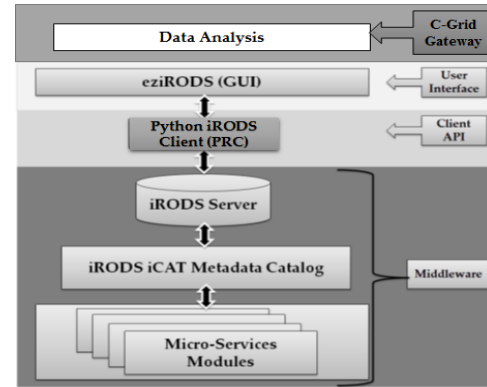 Data Analysis
C-Grid
Gateway
eziRODS (GUI)
User
Interface
Python iRODS
Client (PRC)
Client
API
iRODS Server
iRODS iCAT Metadata Catalog
Middleware
Micro-Services
Modules